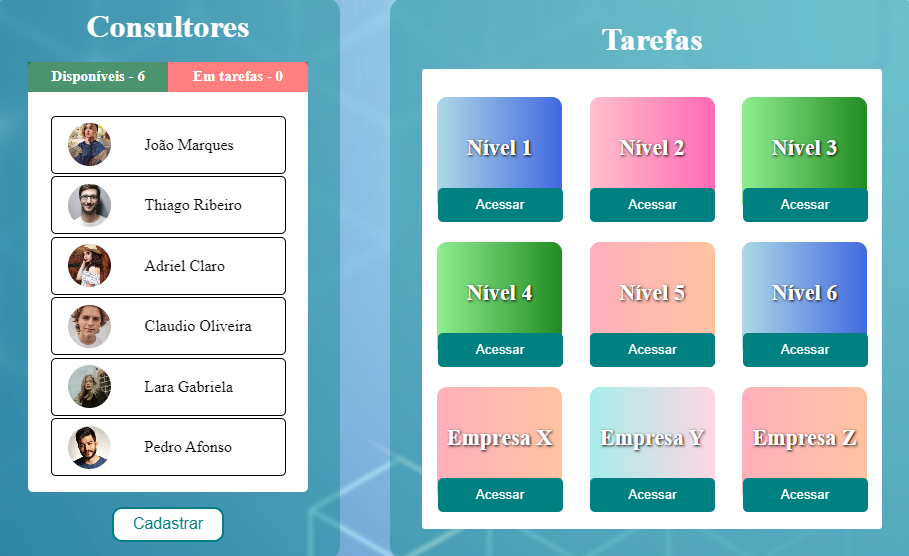 Consultores
Disponíveis - 6
Em tarefas - 0
João Marques
Thiago Ribeiro
Adriel Claro
Claudio Oliveira
Lara Gabriela
Pedro Afonso
Cadastrar
Tarefas
Nível 1
Acessar
Nível 2
Acessar
Nível 3
Acessar
Nível 4
Acessar
Nível 5
Acessar
Nível 6
Acessar
Empresa X
Acessar
Empresa Y
Acessar
Empresa Z
Acessar